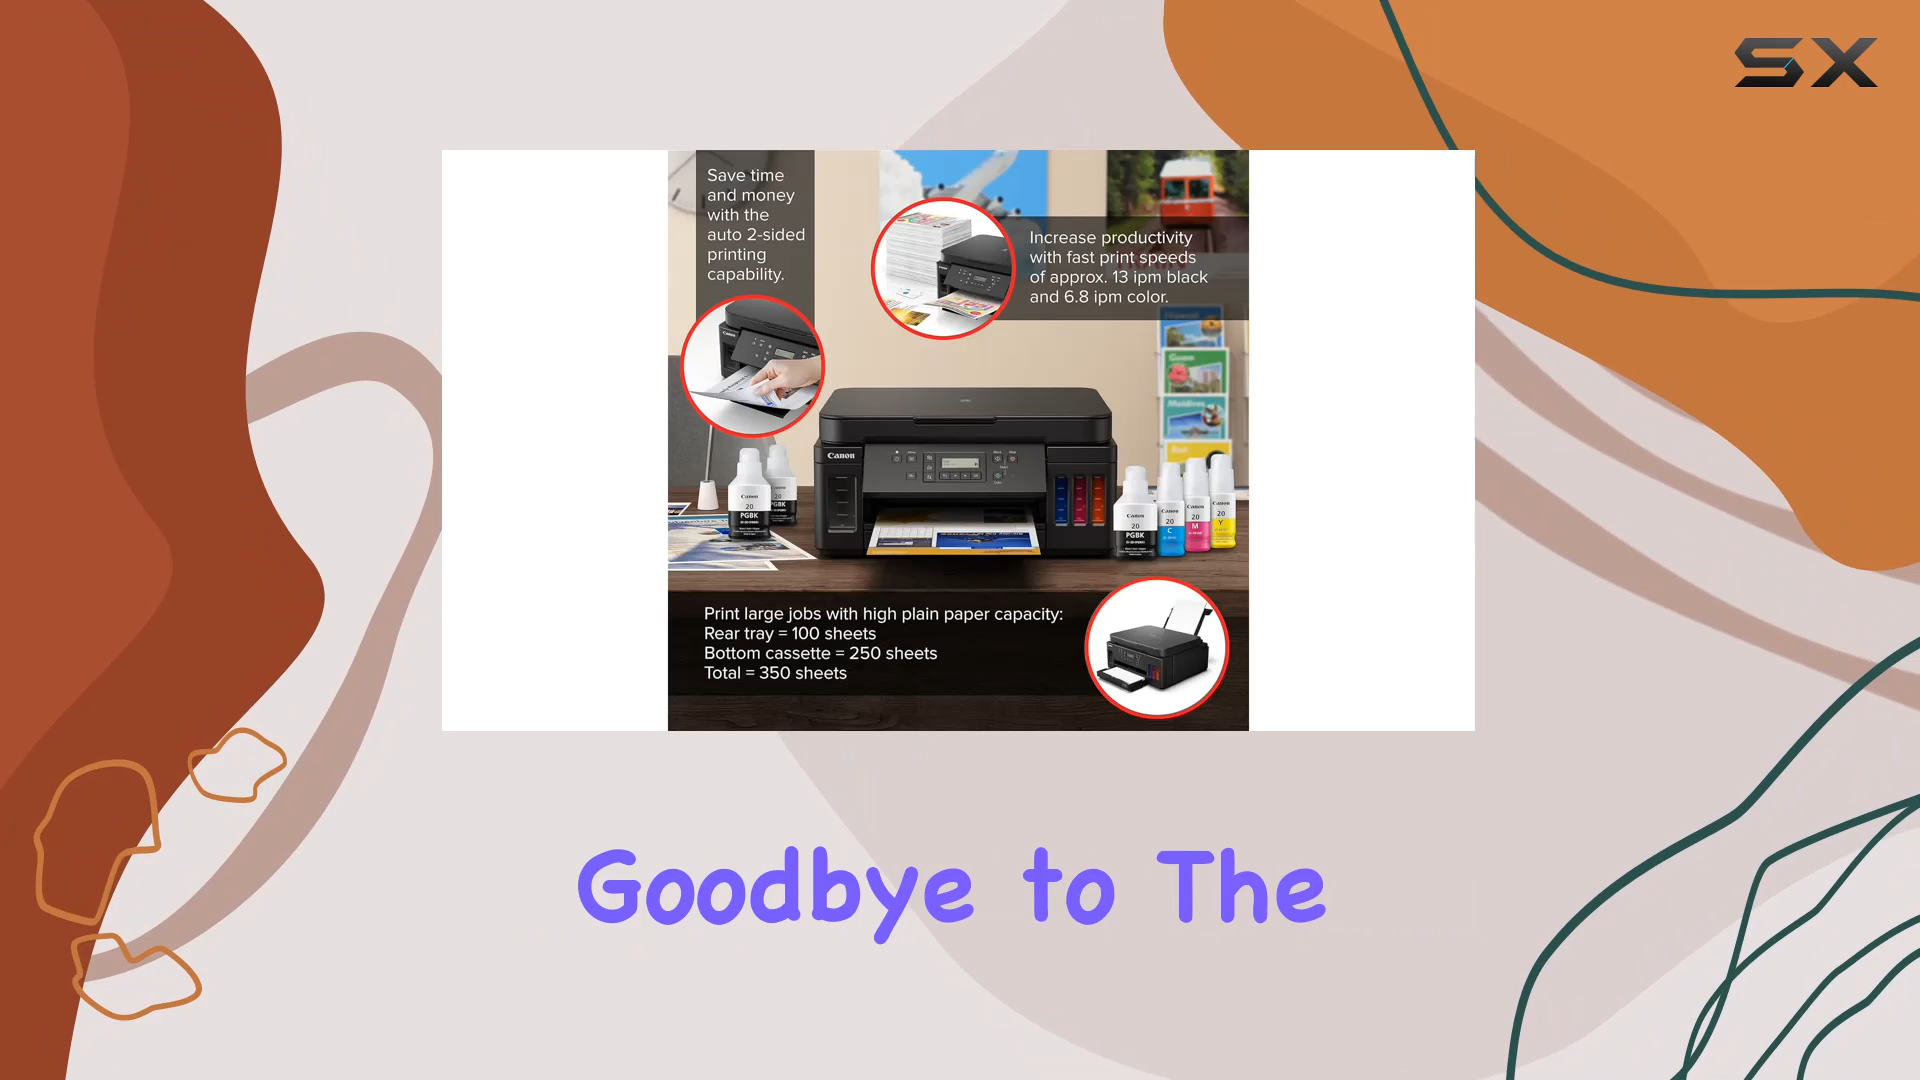 SX
Save time
and money
with the
auto 2-sided
printing
capability.
Increase productivity
with fast print speeds
of approx. 13 ipm black
and 6.8 ipm color.
Guam
Maldives
Canon
Canon
20
PGBK
Canon
20
PGBK
Canon
20
C
Canon
20
M
Canon
20
Y
Print large jobs with high plain paper capacity:
Rear tray = 100 sheets
Bottom cassette = 250 sheets
Total = 350 sheets
Goodbye to The